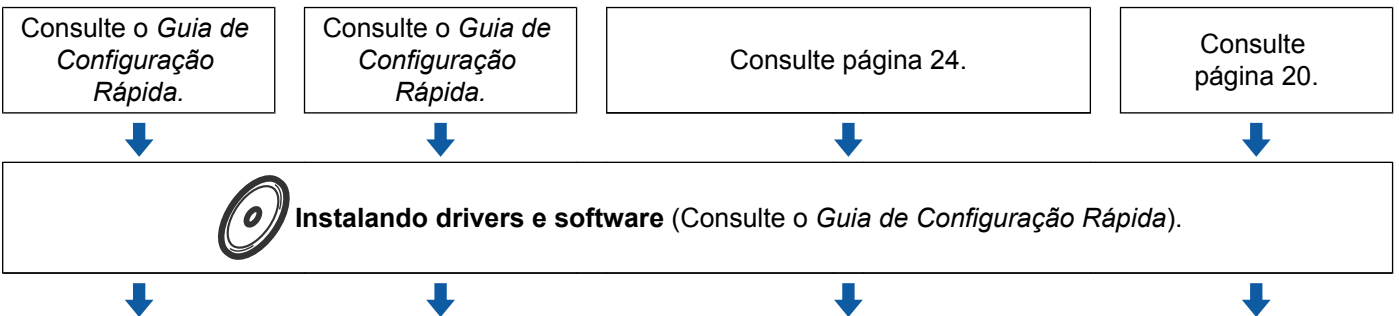 Consulte o Guia de
Configuração
Rápida.
Consulte o Guia de
Configuração
Rápida.
Consulte página 24.
Consulte
página 20.
Instalando drivers e software (Consulte o Guia de Configuração Rápida).